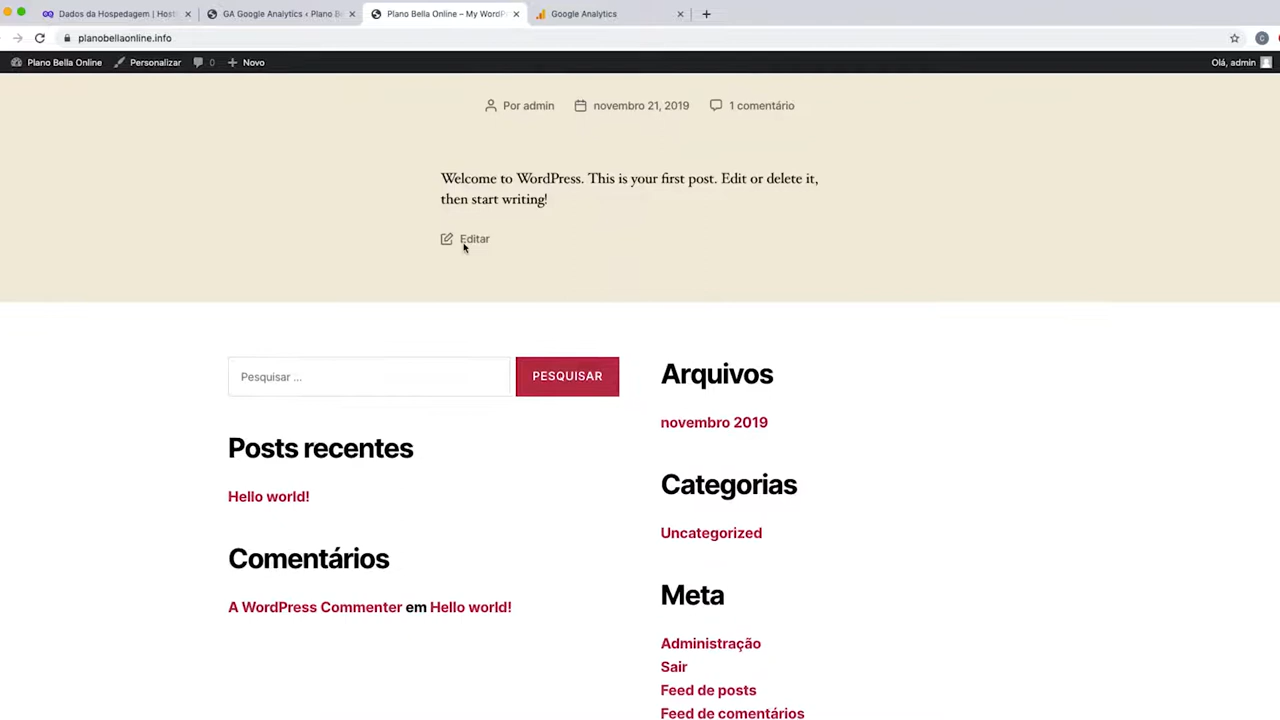 Dados da Hospedagem | Hosti
GA Google Analytics ‹ Plano B
Plano Bella Online – My WordP
Google Analytics
planobellaonline.info
C
Plano Bella Online
Personalizar
0
Novo
Olá, admin
Por admin
novembro 21, 2019
1 comentário
Welcome to WordPress. This is your first post. Edit or delete it,
then start writing!
Editar
Pesquisar ...
PESQUISAR
Posts recentes
Hello world!
Comentários
A WordPress Commenter em Hello world!
Arquivos
novembro 2019
Categorias
Uncategorized
Meta
Administração
Sair
Feed de posts
Feed de comentários